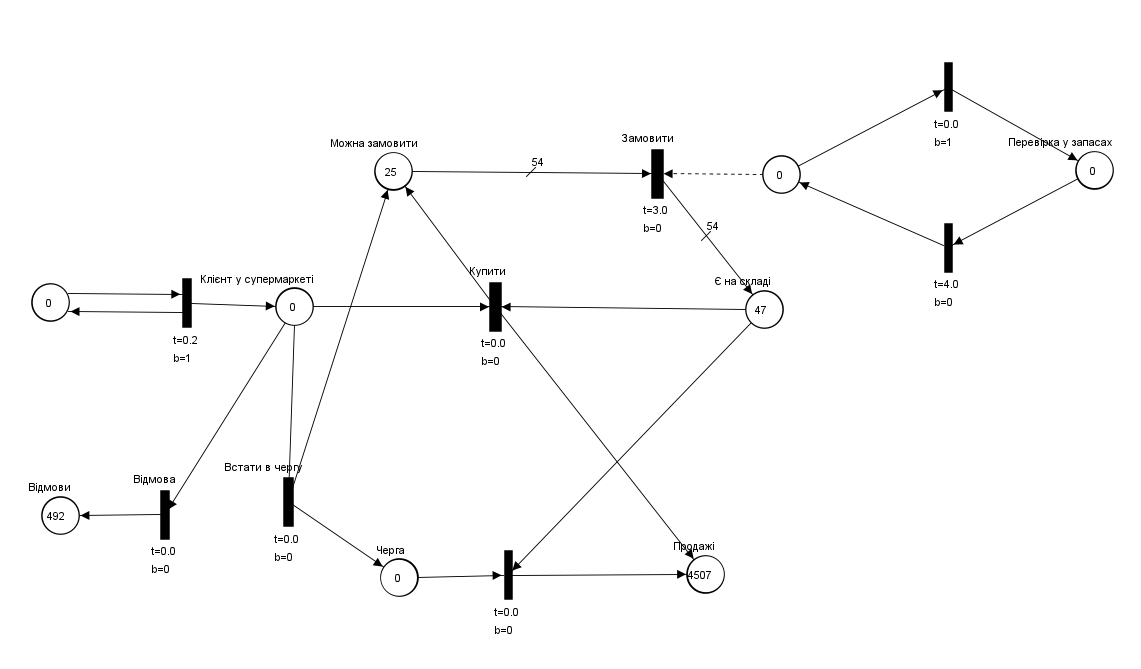 t=0.0
b=1
Перевірка у запасах
0
0
t=4.0
b=0
Замовити
54
t=3.0
b=0
54
Можна замовити
25
Купити
t=0.0
b=0
Є на складі
47
Клієнт у супермаркеті
0
0
t=0.2
b=1
Відмова
Відмови
492
t=0.0
b=0
Встати в чергу
t=0.0
b=0
Черга
0
t=0.0
b=0
Продажі
4507